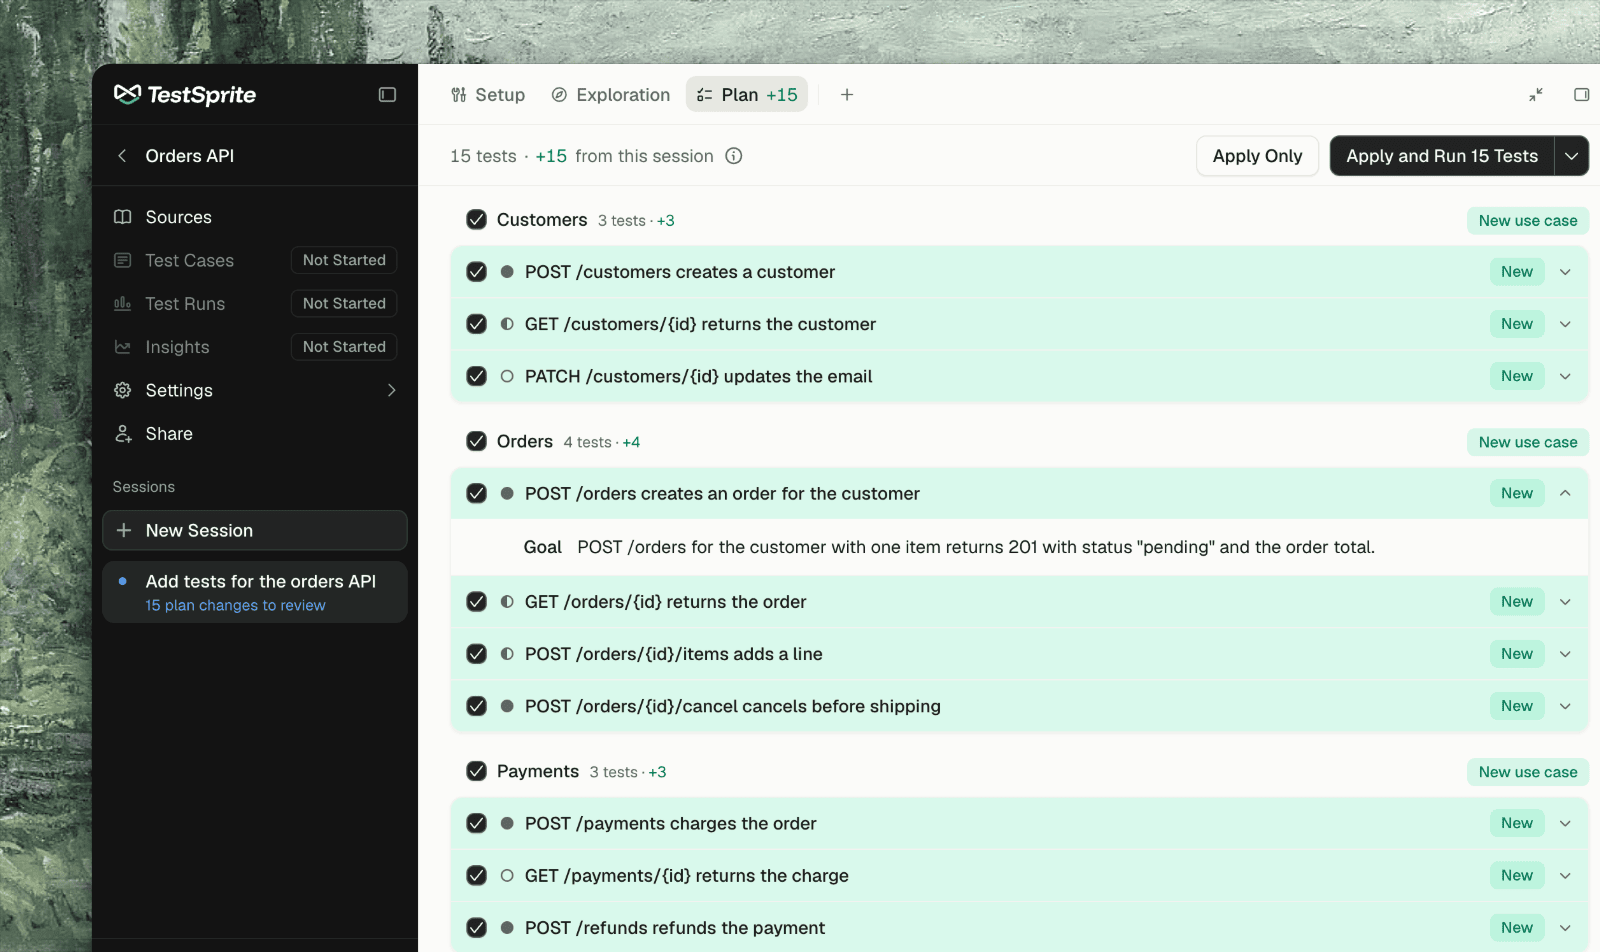 TestSprite
Orders API
Sources
Test Cases Not Started
Test Runs Not Started
Insights Not Started
Settings
Share
Sessions
New Session
Add tests for the orders API
15 plan changes to review
Setup Exploration Plan +15
15 tests · +15 from this session
Apply Only Apply and Run 15 Tests
Customers 3 tests · +3 New use case
POST /customers creates a customer New
GET /customers/{id} returns the customer New
PATCH /customers/{id} updates the email New
Orders 4 tests · +4 New use case
POST /orders creates an order for the customer New
Goal POST /orders for the customer with one item returns 201 with status "pending" and the order total.
GET /orders/{id} returns the order New
POST /orders/{id}/items adds a line New
POST /orders/{id}/cancel cancels before shipping New
Payments 3 tests · +3 New use case
POST /payments charges the order New
GET /payments/{id} returns the charge New
POST /refunds refunds the payment New